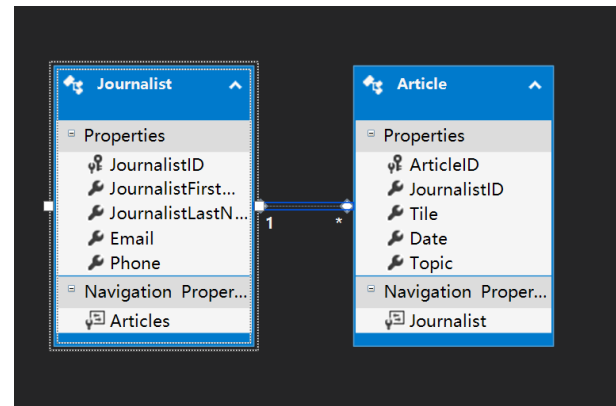 Journalist
Properties
JournalistID
JournalistFirst...
JournalistLastN...
Email
Phone
Navigation Proper...
Articles
1
*
Article
Properties
ArticleID
JournalistID
Tile
Date
Topic
Navigation Proper...
Journalist